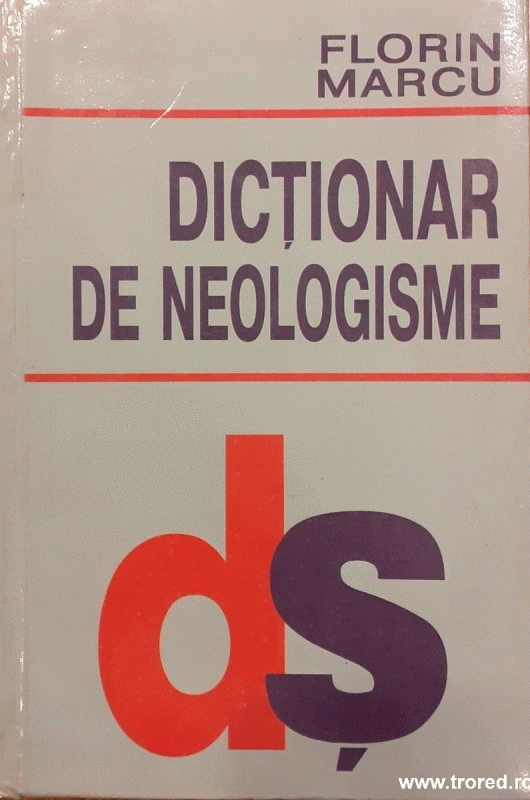 FLORIN
MARCU
DICȚIONAR
DE NEOLOGISME
dș
www.trored.ro